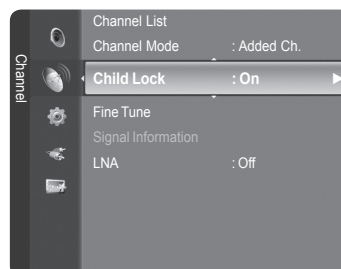 Channel
Channel List
Channel Mode : Added Ch.
Child Lock : On
Fine Tune
Signal Information
LNA : Off